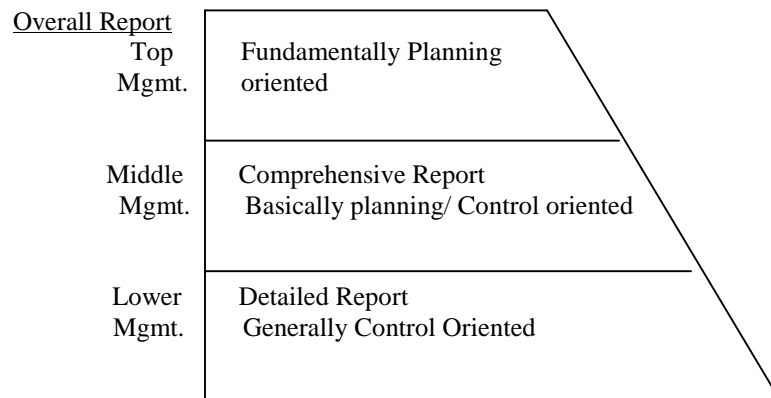 Overall Report
Top Fundamentally Planning
Mgmt. oriented
Middle Comprehensive Report
Mgmt. Basically planning/ Control oriented
Lower Detailed Report
Mgmt. Generally Control Oriented